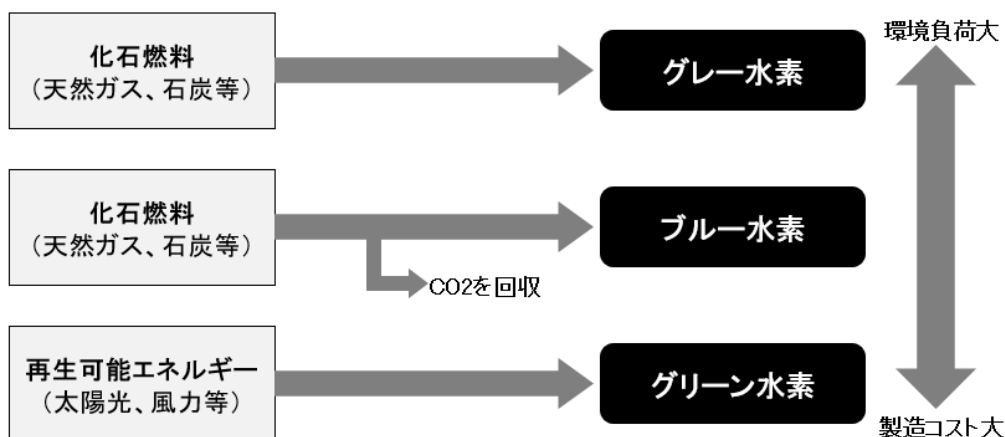 環境負荷大
化石燃料
（天然ガス、石炭等）
グレー水素
化石燃料
（天然ガス、石炭等）
ブルー水素
CO2を回収
再生可能エネルギー
（太陽光、風力等）
グリーン水素
製造コスト大